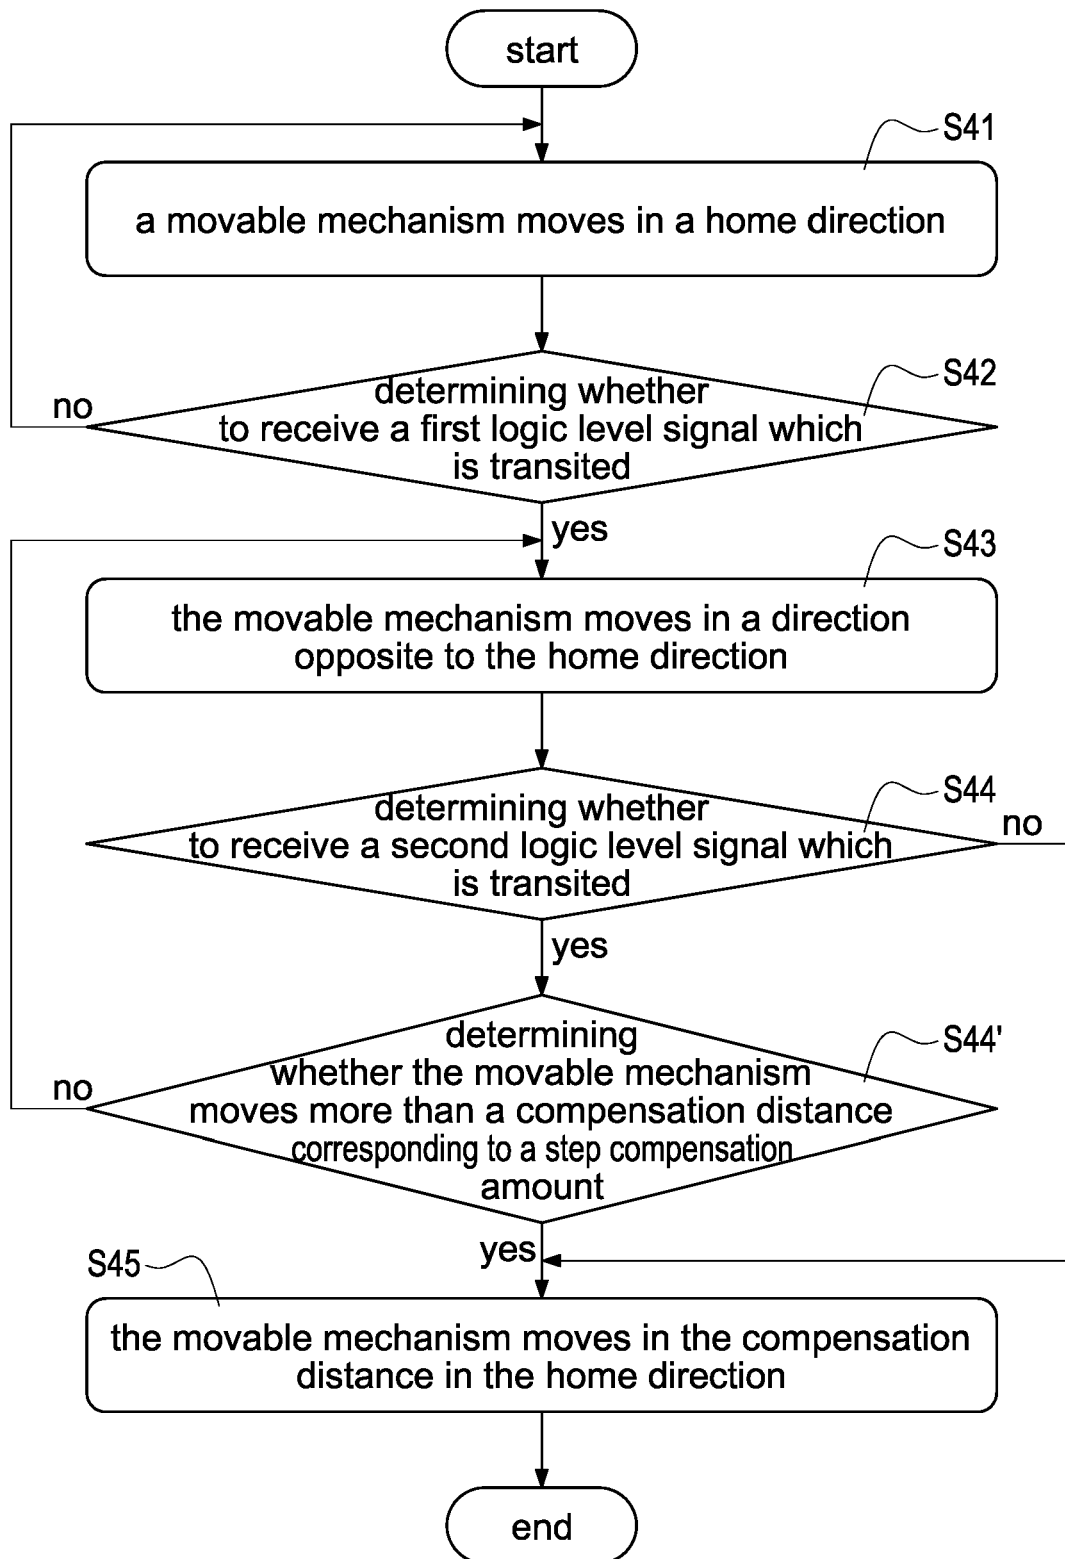 start
S41
a movable mechanism moves in a home direction
S42
determining whether
no
to receive a first logic level signal which
is transited
yes
S43
the movable mechanism moves in a direction
opposite to the home direction
S44
determining whether
no
to receive a second logic level signal which
is transited
yes
determining
S44'
whether the movable mechanism
no
moves more than a compensation distance
corresponding to a step compensation
amount
yes
S45
the movable mechanism moves in the compensation
distance in the home direction
end